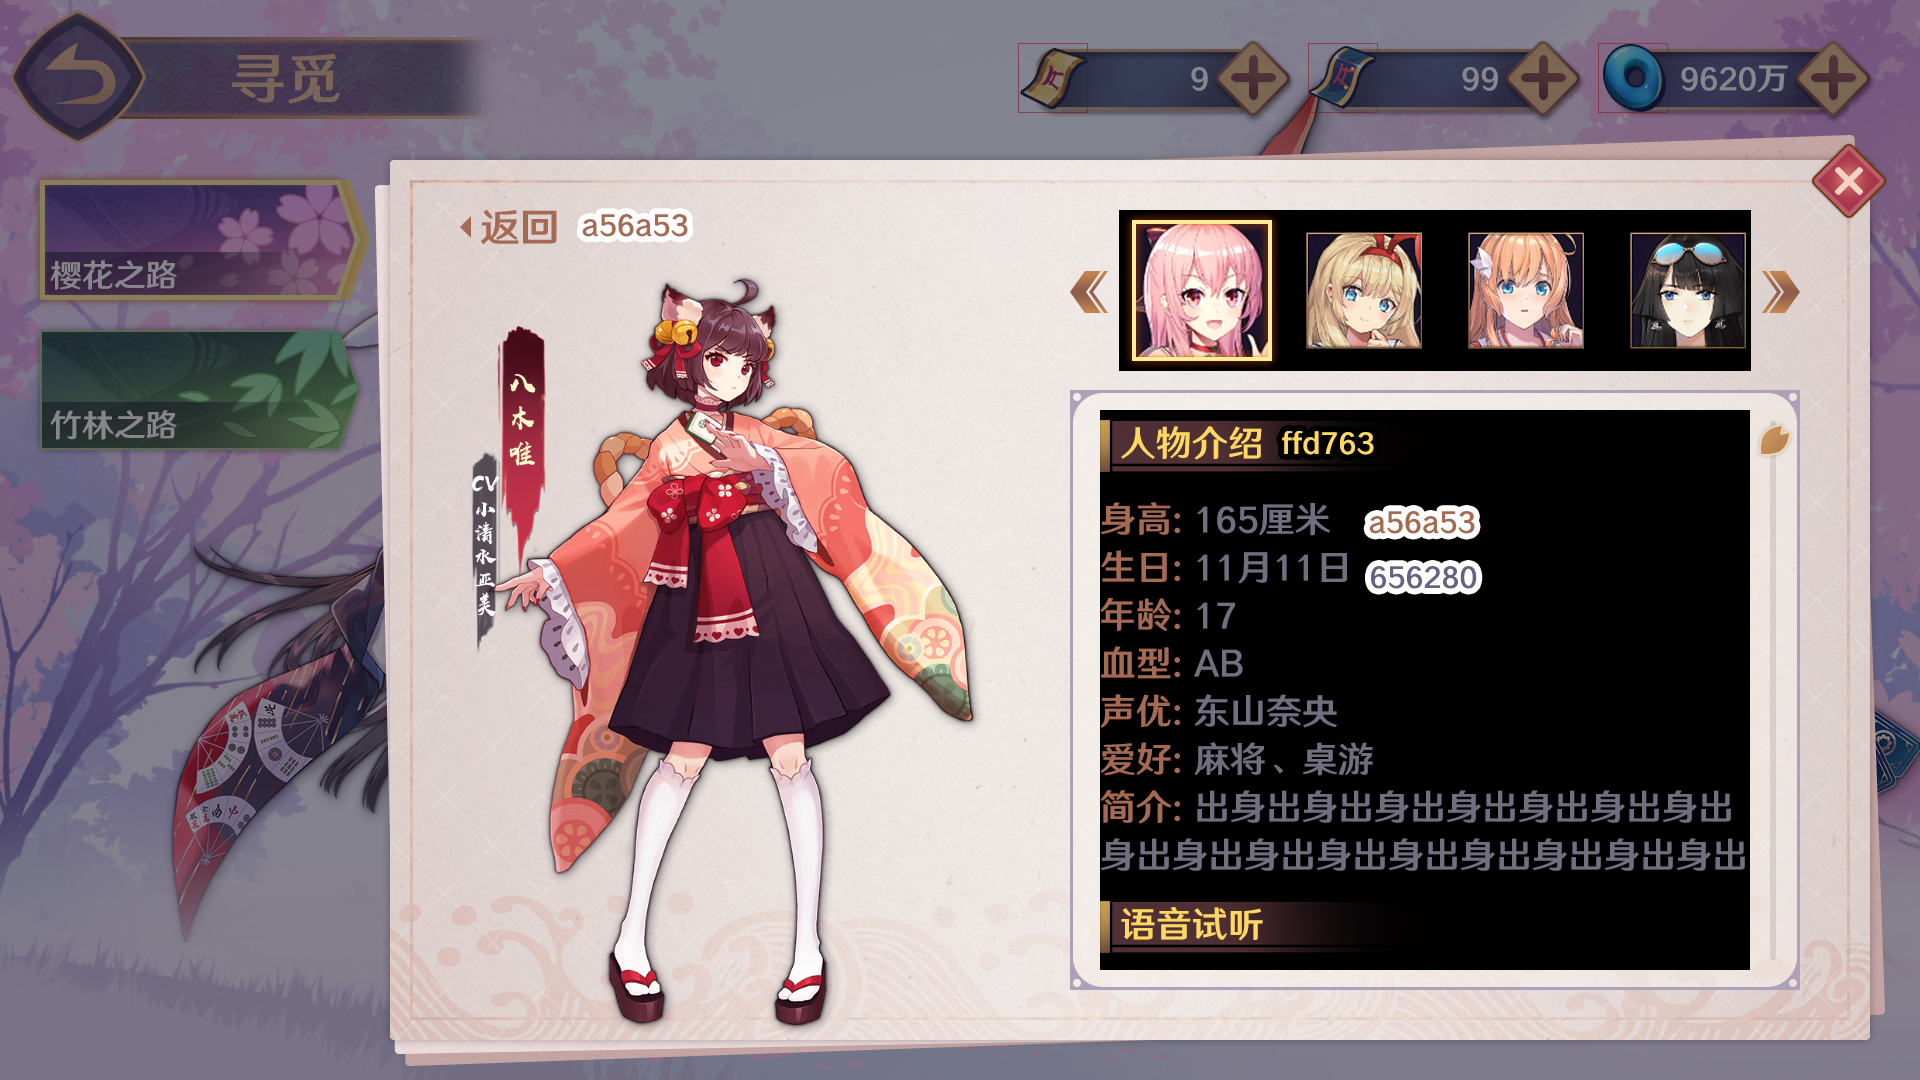 寻觅
9
99
9620万
樱花之路
竹林之路
返回 a56a53
八木唯
CV小清水亚美
人物介绍 ffd763
身高: 165厘米 a56a53
生日: 11月11日 656280
年龄: 17
血型: AB
声优: 东山奈央
爱好: 麻将、桌游
简介: 出身出身出身出身出身出身出身出
身出身出身出身出身出身出身出身出身出
语音试听